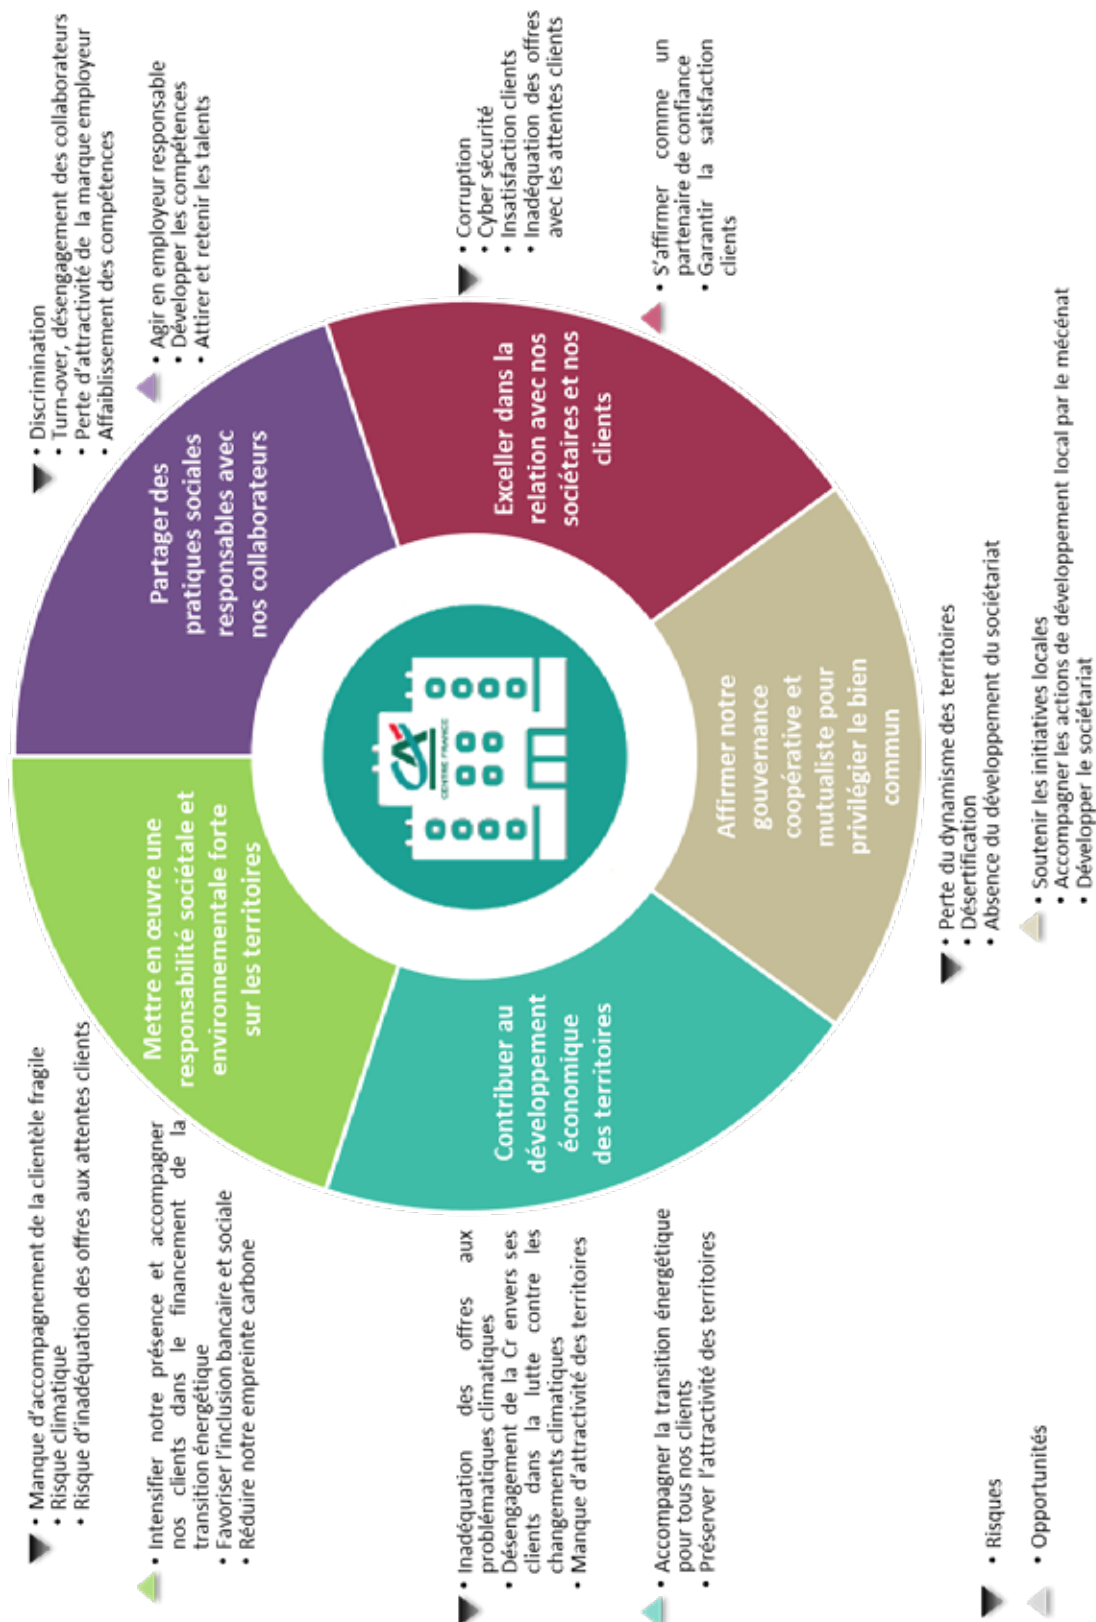 • Manque d'accompagnement de la clientèle fragile
• Risque climatique
• Risque d'inadéquation des offres aux attentes clients
• Intensifier notre présence et accompagner
nos clients dans le financement de la
transition énergétique
• Favoriser l'inclusion bancaire et sociale
• Réduire notre empreinte carbone
Mettre en œuvre une
responsabilité sociétale et
environnementale forte
sur les territoires
Partager des
pratiques sociales
responsables avec
nos collaborateurs
• Discrimination
• Turn-over, désengagement des collaborateurs
• Perte d'attractivité de la marque employeur
• Affaiblissement des compétences
• Agir en employeur responsable
• Développer les compétences
• Attirer et retenir les talents
• Inadéquation des offres aux
problématiques climatiques
• Désengagement de la Cr envers ses
clients dans la lutte contre les
changements climatiques
• Manque d'attractivité des territoires
• Accompagner la transition énergétique
pour tous nos clients
• Préserver l'attractivité des territoires
Contribuer au
développement
économique
des territoires
CA
CENTRE FRANCE
Exceller dans la
relation avec nos
sociétaires et nos
clients
• Corruption
• Cyber sécurité
• Insatisfaction clients
• Inadéquation des offres
avec les attentes clients
• S'affirmer comme un
partenaire de confiance
• Garantir la satisfaction
clients
Affirmer notre
gouvernance
coopérative et
mutualiste pour
privilégier le bien
commun
• Perte du dynamisme des territoires
• Désertification
• Absence du développement du sociétariat
• Soutenir les initiatives locales
• Accompagner les actions de développement local par le mécénat
• Développer le sociétariat
• Risques
• Opportunités